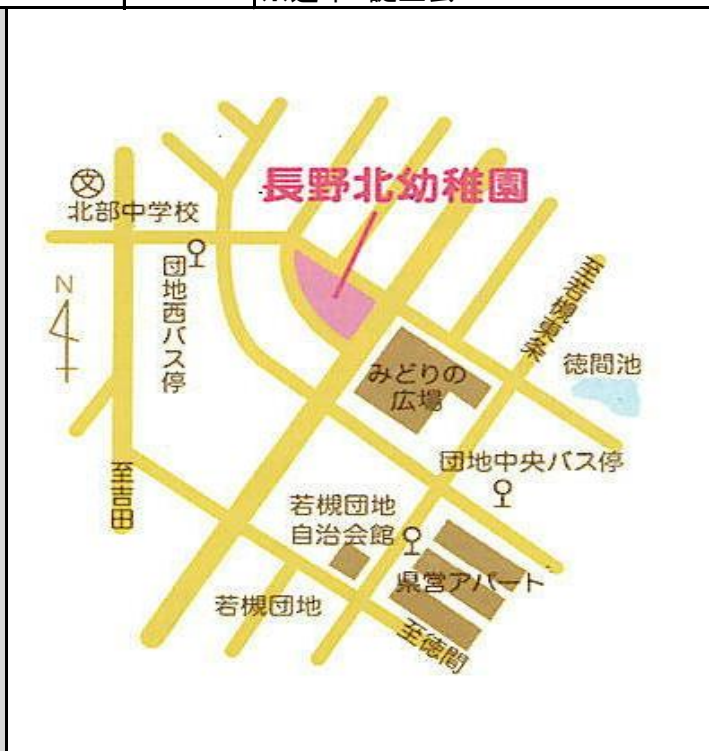 長野北幼稚園
文
北部中学校
団地西バス停
N
至若槻東条
徳間池
みどりの
広場
団地中央バス停
至吉田
若槻団地
自治会館
県営アパート
若槻団地
至徳間